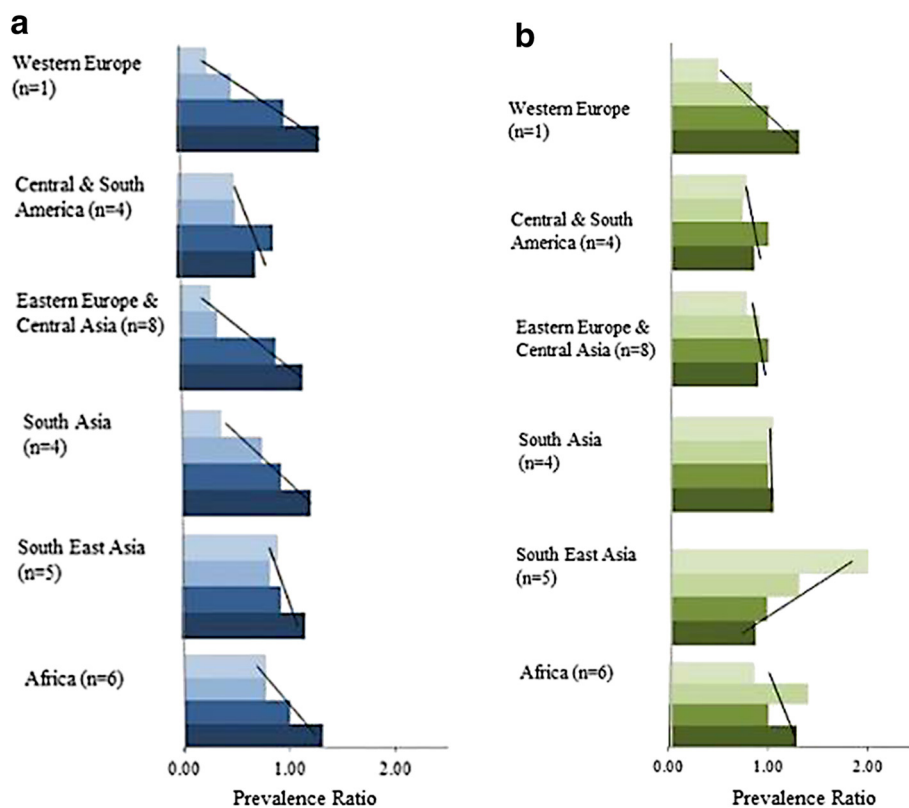 a
Western Europe
(n=1)
Central & South
America (n=4)
Eastern Europe &
Central Asia (n=8)
South Asia
(n=4)
South East Asia
(n=5)
Africa (n=6)
0.00 1.00 2.00
Prevalence Ratio
b
Western Europe
(n=1)
Central & South
America (n=4)
Eastern Europe &
Central Asia (n=8)
South Asia
(n=4)
South East Asia
(n=5)
Africa (n=6)
0.00 1.00 2.00
Prevalence Ratio